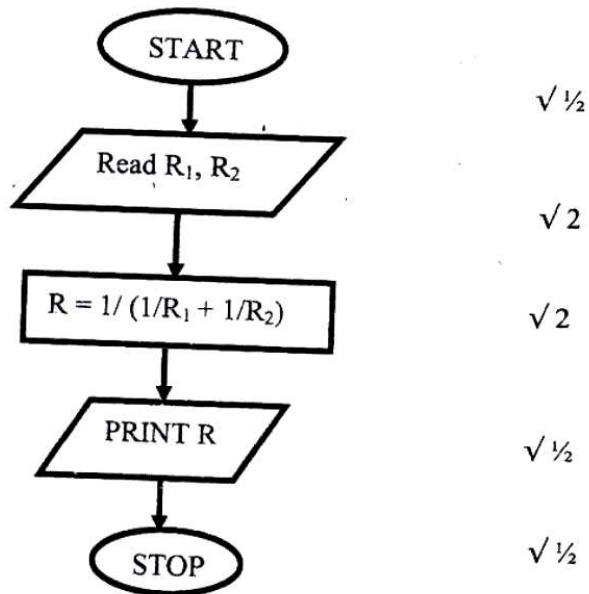 START
√ ½
Read R₁, R₂
√ 2
R = 1/ (1/R₁ + 1/R₂)
√ 2
PRINT R
√ ½
STOP
√ ½